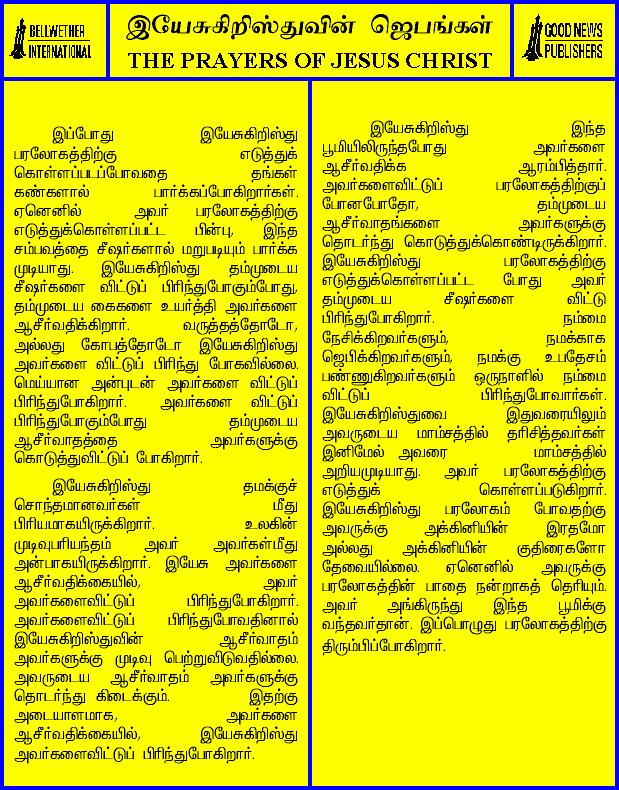 BELLWETHER
INTERNATIONAL
இயேசுகிறிஸ்துவின் ஜெபங்கள்
THE PRAYERS OF JESUS CHRIST
GOOD NEWS
PUBLISHERS
இப்போது இயேசுகிறிஸ்து
பரலோகத்திற்கு எடுத்துக்
கொள்ளப்படப்போவதை தங்கள்
கண்களால் பார்க்கப்போகிறார்கள்.
ஏனெனில் அவர் பரலோகத்திற்கு
எடுத்துக்கொள்ளப்பட்ட பின்பு, இந்த
சம்பவத்தை சீஷர்களால் மறுபடியும் பார்க்க
முடியாது. இயேசுகிறிஸ்து தம்முடைய
சீஷர்களை விட்டுப் பிரிந்துபோகும்போது,
தம்முடைய கைகளை உயர்த்தி அவர்களை
ஆசீர்வதிக்கிறார். வருத்தத்தோடோ,
அல்லது கோபத்தோடோ இயேசுகிறிஸ்து
அவர்களை விட்டுப் பிரிந்து போகவில்லை.
மெய்யான அன்புடன் அவர்களை விட்டுப்
பிரிந்துபோகிறார். அவர்களை விட்டுப்
பிரிந்துபோகும்போது தம்முடைய
ஆசீர்வாதத்தை அவர்களுக்கு
கொடுத்துவிட்டுப் போகிறார்.
இயேசுகிறிஸ்து தமக்குச்
சொந்தமானவர்கள் மீது
பிரியமாகயிருக்கிறார். உலகின்
முடிவுபரியந்தம் அவர் அவர்கள்மீது
அன்பாகயிருக்கிறார். இயேசு அவர்களை
ஆசீர்வதிக்கையில், அவர்
அவர்களைவிட்டுப் பிரிந்துபோகிறார்.
அவர்களைவிட்டுப் பிரிந்துபோவதினால்
இயேசுகிறிஸ்துவின் ஆசீர்வாதம்
அவர்களுக்கு முடிவு பெற்றுவிடுவதில்லை.
அவருடைய ஆசீர்வாதம் அவர்களுக்கு
தொடர்ந்து கிடைக்கும். இதற்கு
அடையாளமாக, அவர்களை
ஆசீர்வதிக்கையில், இயேசுகிறிஸ்து
அவர்களைவிட்டுப் பிரிந்துபோகிறார்.
இயேசுகிறிஸ்து இந்த
பூமியிலிருந்தபோது அவர்களை
ஆசீர்வதிக்க ஆரம்பித்தார்.
அவர்களைவிட்டுப் பரலோகத்திற்குப்
போனபோதோ, தம்முடைய
ஆசீர்வாதங்களை அவர்களுக்கு
தொடர்ந்து கொடுத்துக்கொண்டிருக்கிறார்.
இயேசுகிறிஸ்து பரலோகத்திற்கு
எடுத்துக்கொள்ளப்பட்ட போது அவர்
தம்முடைய சீஷர்களை விட்டு
பிரிந்துபோகிறார். நம்மை
நேசிக்கிறவர்களும், நமக்காக
ஜெபிக்கிறவர்களும், நமக்கு உபதேசம்
பண்ணுகிறவர்களும் ஒருநாளில் நம்மை
விட்டுப் பிரிந்துபோவார்கள்.
இயேசுகிறிஸ்துவை இதுவரையிலும்
அவருடைய மாம்சத்தில் தரிசித்தவர்கள்
இனிமேல் அவரை மாம்சத்தில்
அறியமுடியாது. அவர் பரலோகத்திற்கு
எடுத்துக் கொள்ளப்படுகிறார்.
இயேசுகிறிஸ்து பரலோகம் போவதற்கு
அவருக்கு அக்கினியின் இரதமோ
அல்லது அக்கினியின் குதிரைகளோ
தேவையில்லை. ஏனெனில் அவருக்கு
பரலோகத்தின் பாதை நன்றாகத் தெரியும்.
அவர் அங்கிருந்து இந்த பூமிக்கு
வந்தவர்தான். இப்பொழுது பரலோகத்திற்கு
திரும்பிப்போகிறார்.